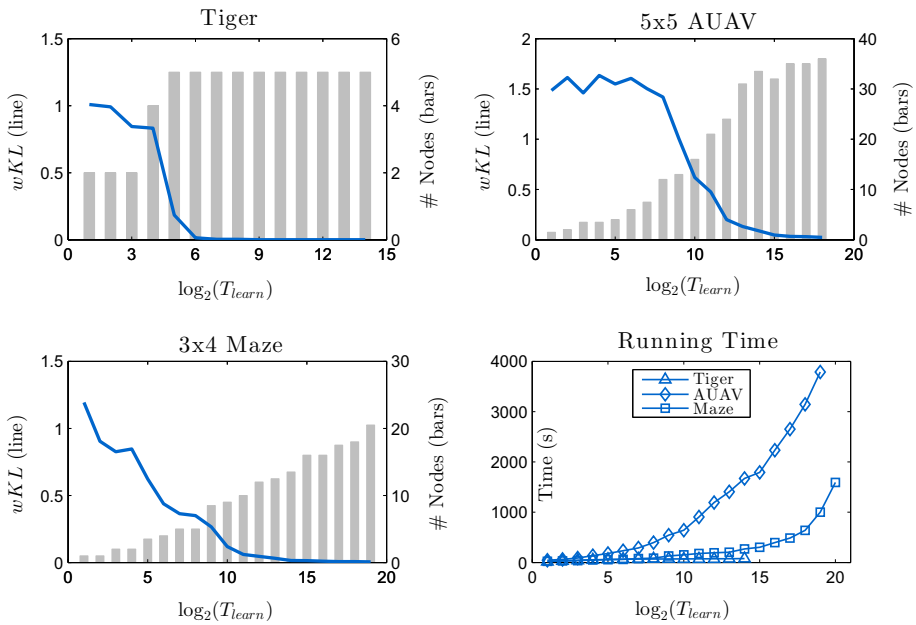 Tiger
1.5
1
0.5
0
6
4
2
0
0 3 6 9 12 15
wKL (line)
# Nodes (bars)
log2(Tlearn)
5x5 AUAV
2
1.5
1
0.5
0
40
30
20
10
0
0 5 10 15 20
wKL (line)
# Nodes (bars)
log2(Tlearn)
3x4 Maze
1.5
1
0.5
0
30
20
10
0
0 5 10 15 20
wKL (line)
# Nodes (bars)
log2(Tlearn)
Running Time
4000
3000
2000
1000
0
0 5 10 15 20
Time (s)
Tiger
AUAV
Maze
log2(Tlearn)